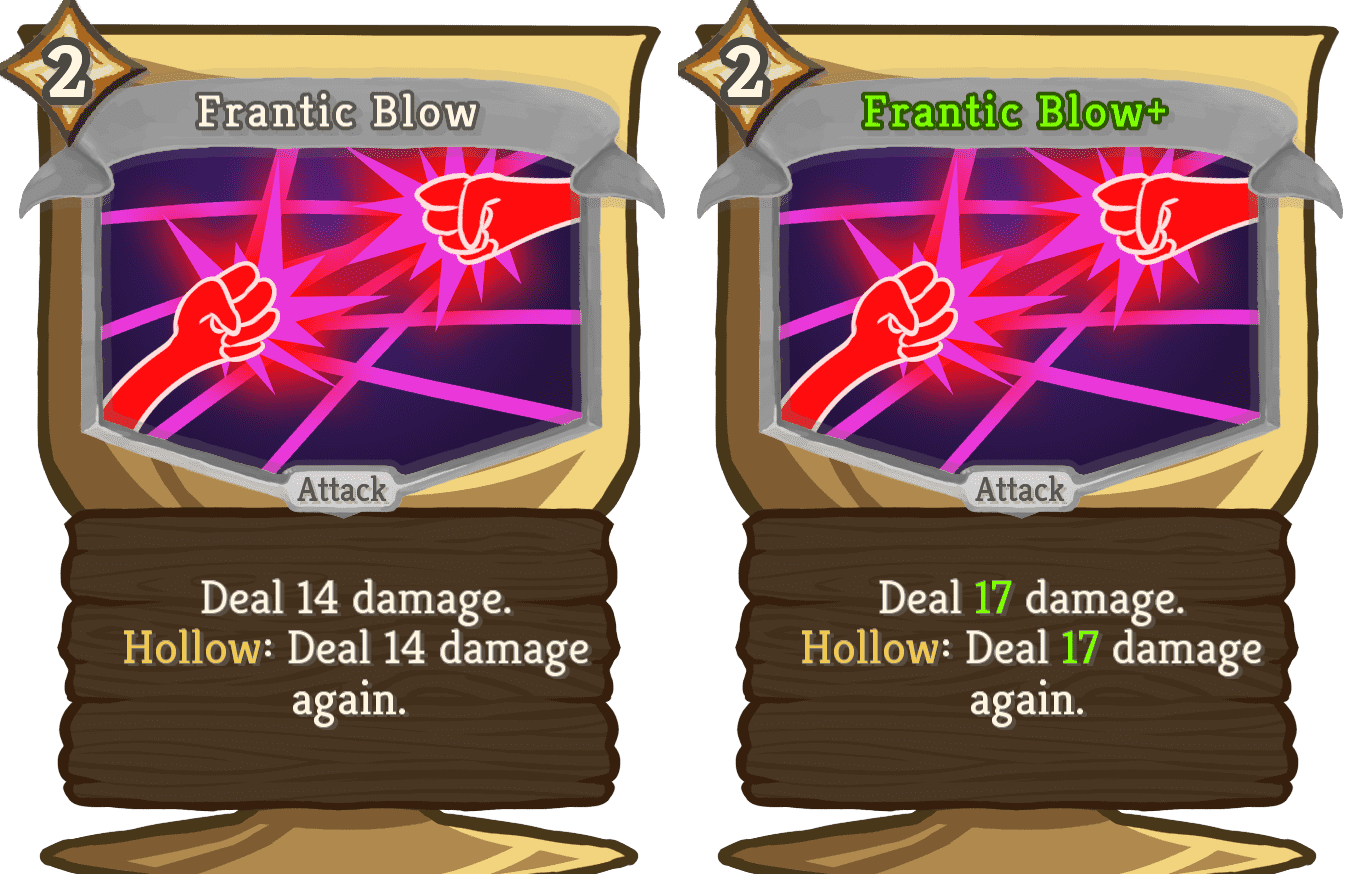 2
Frantic Blow
Attack
Deal 14 damage.
Hollow: Deal 14 damage
again.
2
Frantic Blow+
Attack
Deal 17 damage.
Hollow: Deal 17 damage
again.